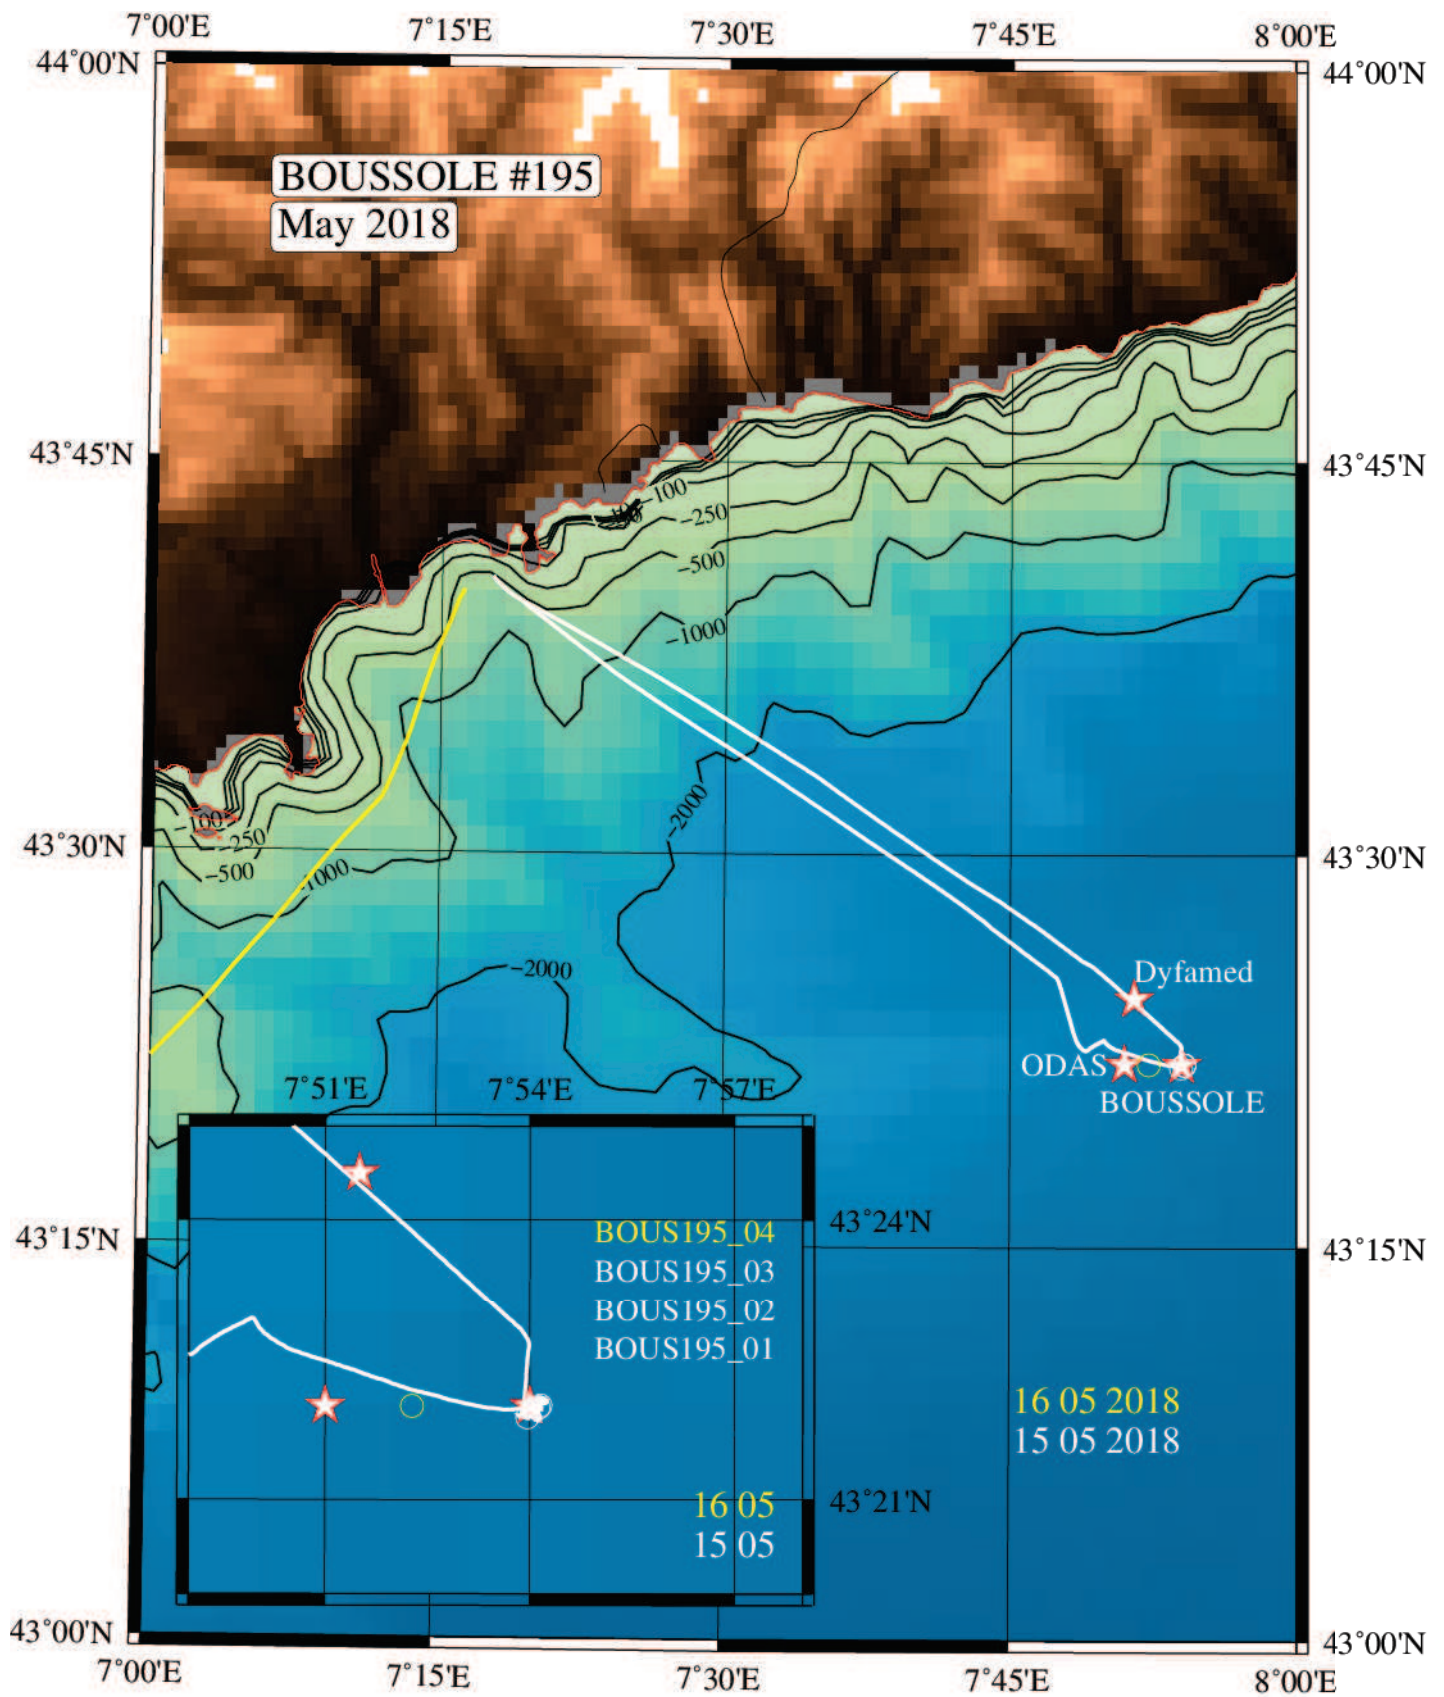 7°00'E 7°15'E 7°30'E 7°45'E 8°00'E
44°00'N 44°00'N
BOUSSOLE #195
May 2018
43°45'N 43°45'N
−100
−250
−500
−1000
−2000
−100
−250
−500
−1000
43°30'N 43°30'N
−2000
Dyfamed
ODAS
BOUSSOLE
7°51'E 7°54'E 7°57'E
43°24'N
BOUS195_04
BOUS195_03
BOUS195_02
BOUS195_01
43°15'N 43°15'N
16 05 2018
15 05 2018
43°21'N
16 05
15 05
43°00'N 43°00'N
7°00'E 7°15'E 7°30'E 7°45'E 8°00'E